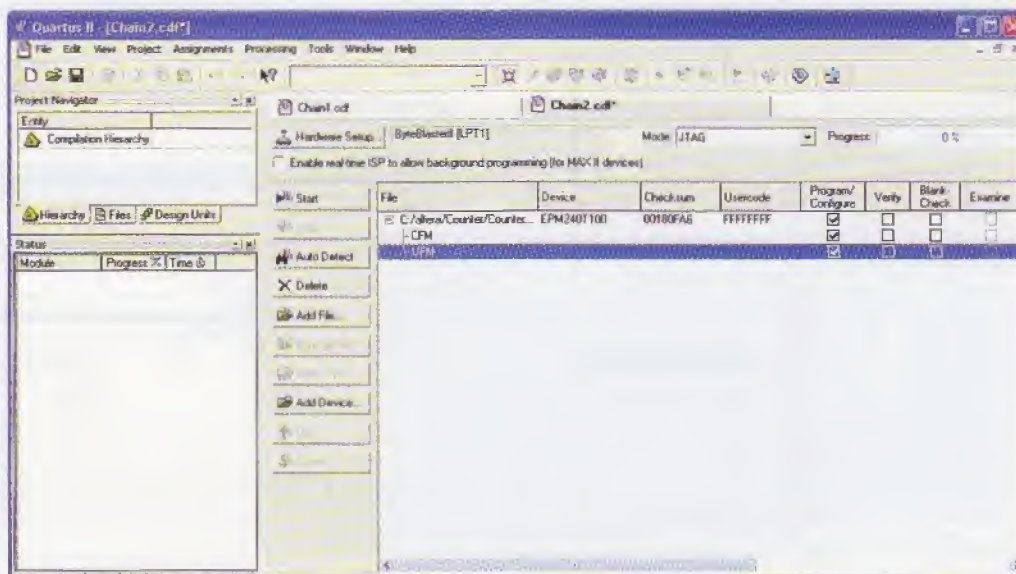 Quartus II - [Chain2.cdf*]
File Edit View Project Assignments Processing Tools Window Help
Project Navigator
Entity
Compilation Hierarchy
Hierarchy Files Design Units
Status
Module Progress % Time
Chain1.cdf
Chain2.cdf*
Hardware Setup... ByteBlasterII [LPT1]
Mode: JTAG
Progress: 0 %
Enable real-time ISP to allow background programming (for MAX II devices)
Start
Auto Detect
Delete
Add File...
Add Device...
File Device Checksum Usercode Program/Configure Verify Blank-Check Examine
C:/altera/Counter/Counter... EPM240T100 00180FA6 FFFFFFFF
CFM
UFM